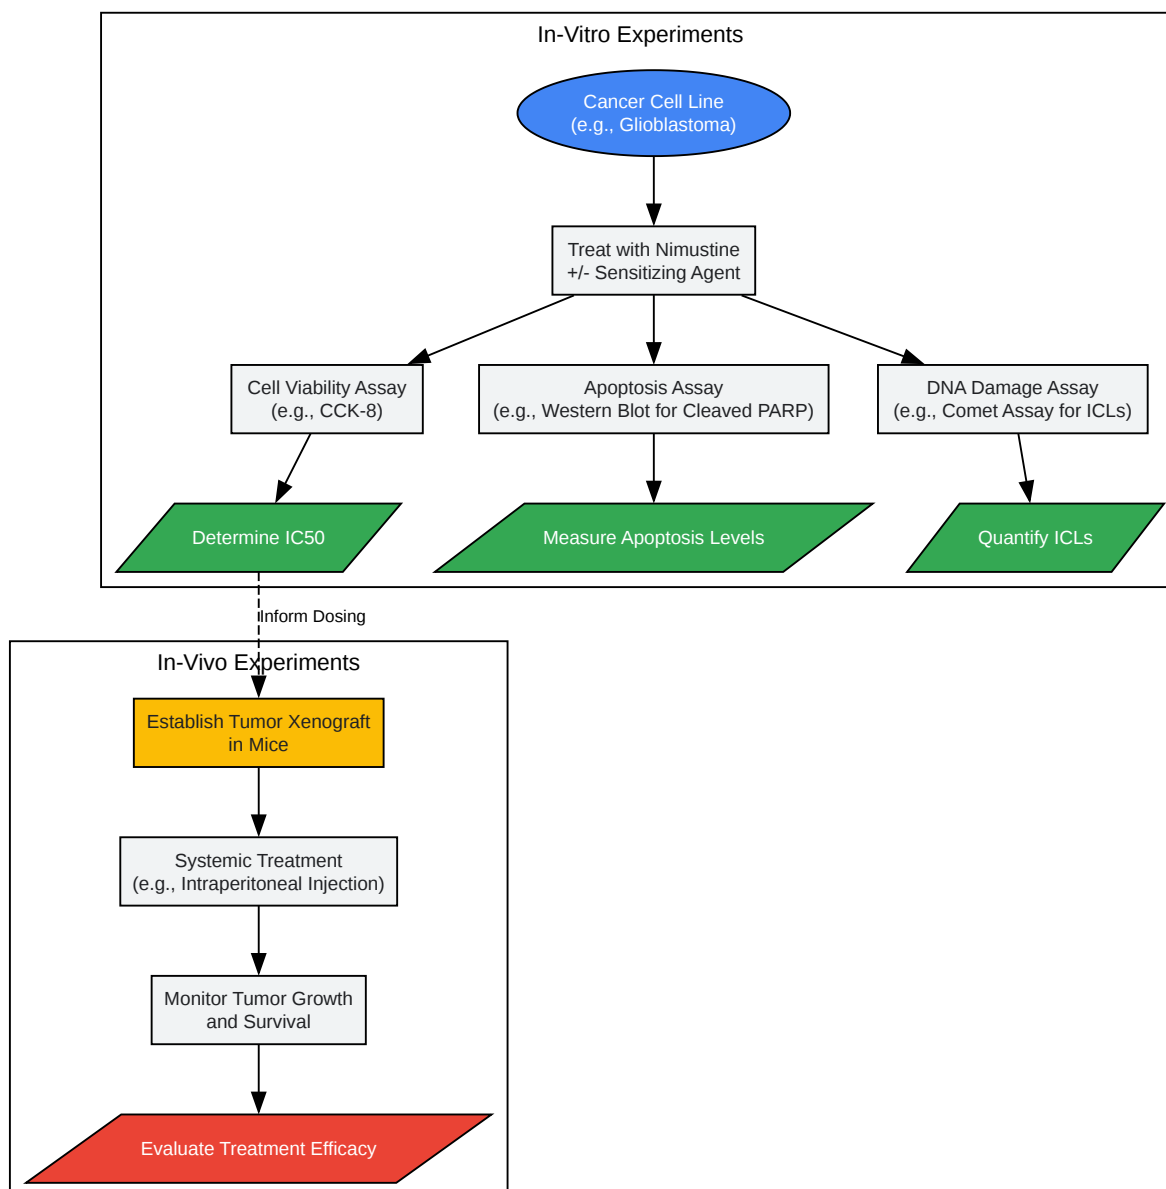 In-Vitro Experiments
Cancer Cell Line
(e.g., Glioblastoma)
Treat with Nimustine
+/- Sensitizing Agent
Cell Viability Assay
(e.g., CCK-8)
Apoptosis Assay
(e.g., Western Blot for Cleaved PARP)
DNA Damage Assay
(e.g., Comet Assay for ICLs)
Determine IC50
Measure Apoptosis Levels
Quantify ICLs
Inform Dosing
In-Vivo Experiments
Establish Tumor Xenograft
in Mice
Systemic Treatment
(e.g., Intraperitoneal Injection)
Monitor Tumor Growth
and Survival
Evaluate Treatment Efficacy